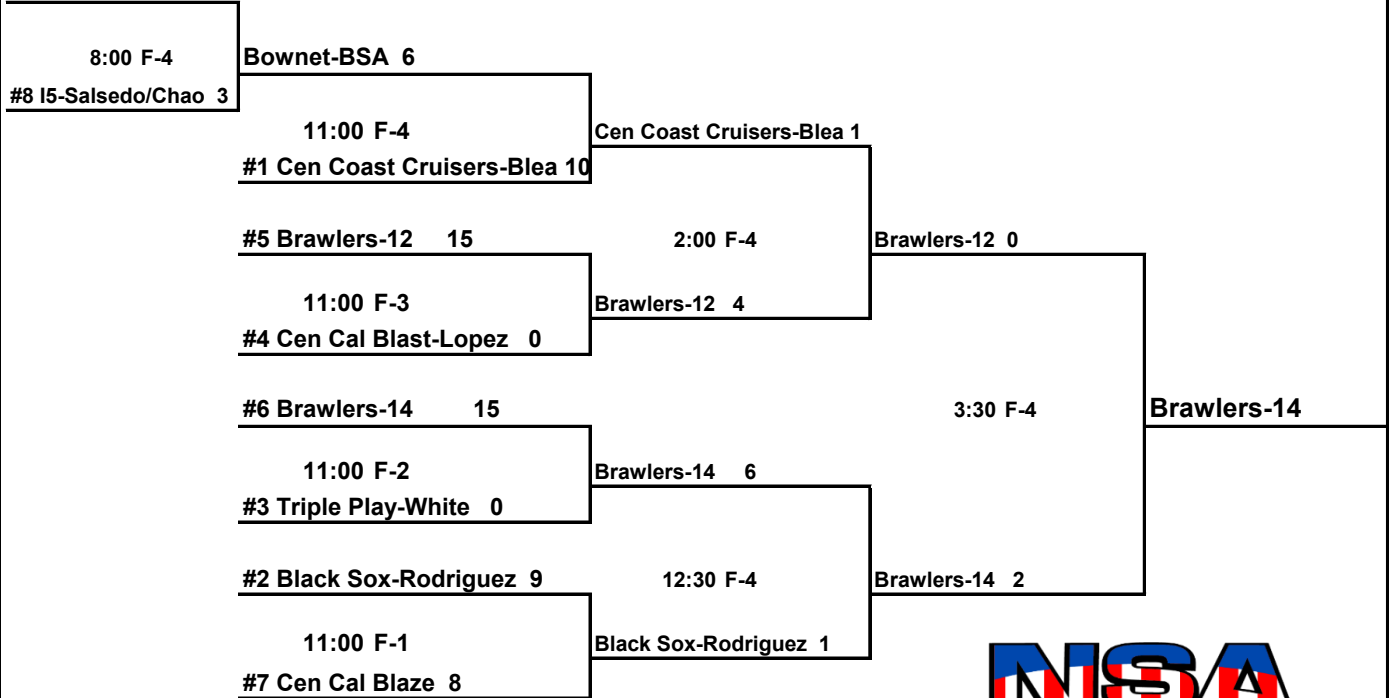 8:00 F-4
Bownet-BSA 6
#8 I5-Salsedo/Chao 3
11:00 F-4
Cen Coast Cruisers-Blea 1
#1 Cen Coast Cruisers-Blea 10
#5 Brawlers-12 15
2:00 F-4
Brawlers-12 0
11:00 F-3
Brawlers-12 4
#4 Cen Cal Blast-Lopez 0
#6 Brawlers-14 15
3:30 F-4
Brawlers-14
11:00 F-2
Brawlers-14 6
#3 Triple Play-White 0
#2 Black Sox-Rodriguez 9
12:30 F-4
Brawlers-14 2
11:00 F-1
Black Sox-Rodriguez 1
#7 Cen Cal Blaze 8
NSA